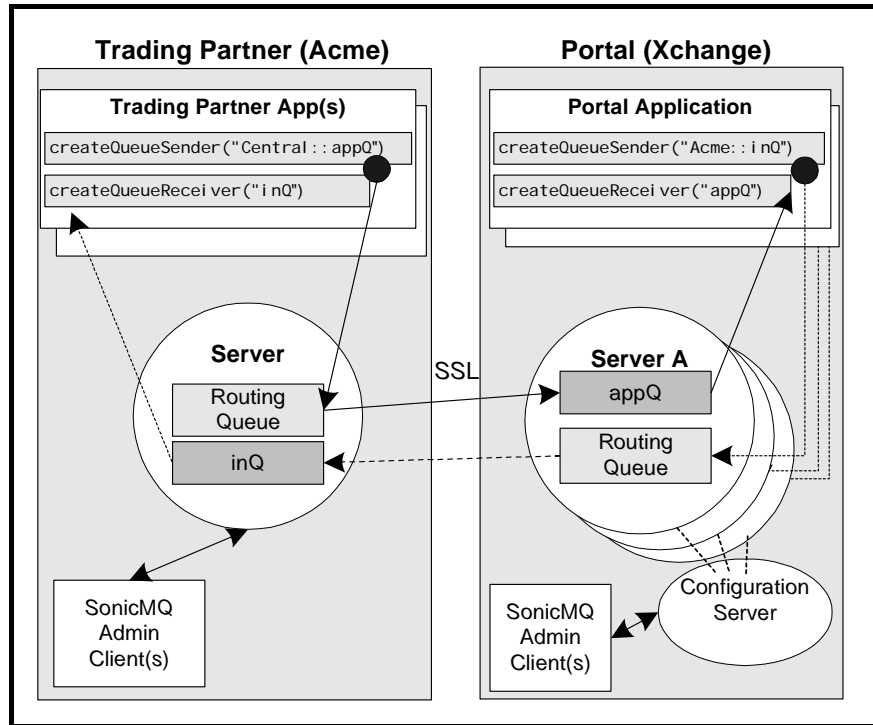 Trading Partner (Acme)
Trading Partner App(s)
createQueueSender("Central::appQ")
createQueueReceiver("inQ")
Server
Routing
Queue
inQ
SonicMQ
Admin
Client(s)
SSL
Portal (Xchange)
Portal Application
createQueueSender("Acme::inQ")
createQueueReceiver("appQ")
Server A
appQ
Routing
Queue
Configuration
Server
SonicMQ
Admin
Client(s)